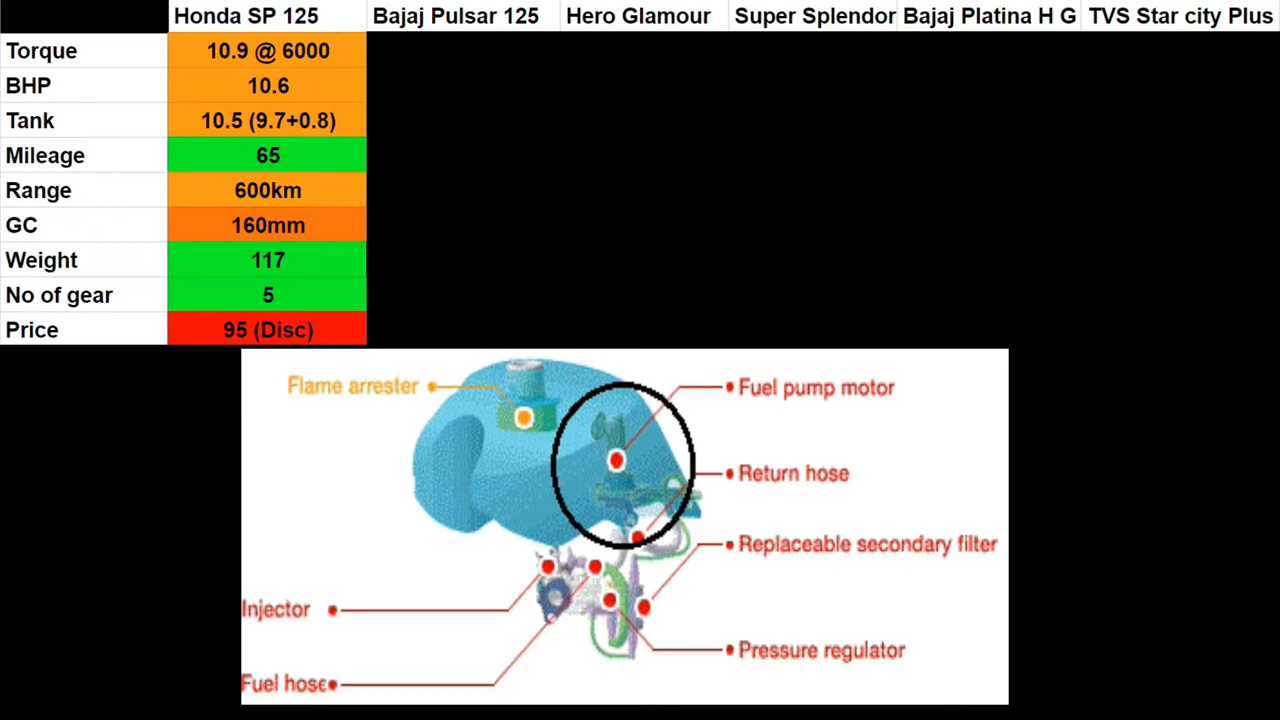 Honda SP 125 Bajaj Pulsar 125 Hero Glamour Super Splendor Bajaj Platina H G TVS Star city Plus
Torque 10.9 @ 6000
BHP 10.6
Tank 10.5 (9.7+0.8)
Mileage 65
Range 600km
GC 160mm
Weight 117
No of gear 5
Price 95 (Disc)
Flame arrester Fuel pump motor
Return hose
Replaceable secondary filter
Injector
Pressure regulator
Fuel hose